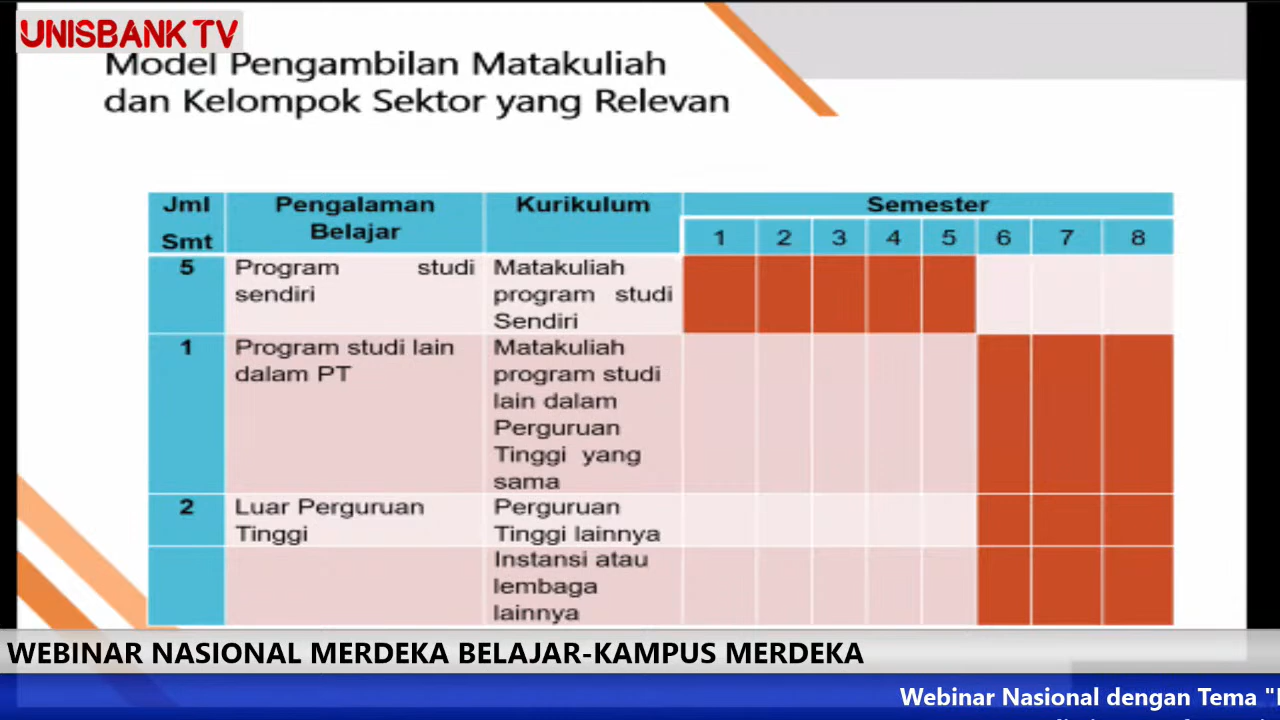 UNISBANK TV
Model Pengambilan Matakuliah
dan Kelompok Sektor yang Relevan
Jml
Smt
Pengalaman
Belajar
Kurikulum
Semester
1 2 3 4 5 6 7 8
5
Program studi
sendiri
Matakuliah
program studi
Sendiri
1
Program studi lain
dalam PT
Matakuliah
program studi
lain dalam
Perguruan
Tinggi yang
sama
2
Luar Perguruan
Tinggi
Perguruan
Tinggi lainnya
Instansi atau
lembaga
lainnya
WEBINAR NASIONAL MERDEKA BELAJAR-KAMPUS MERDEKA
Webinar Nasional dengan Tema "